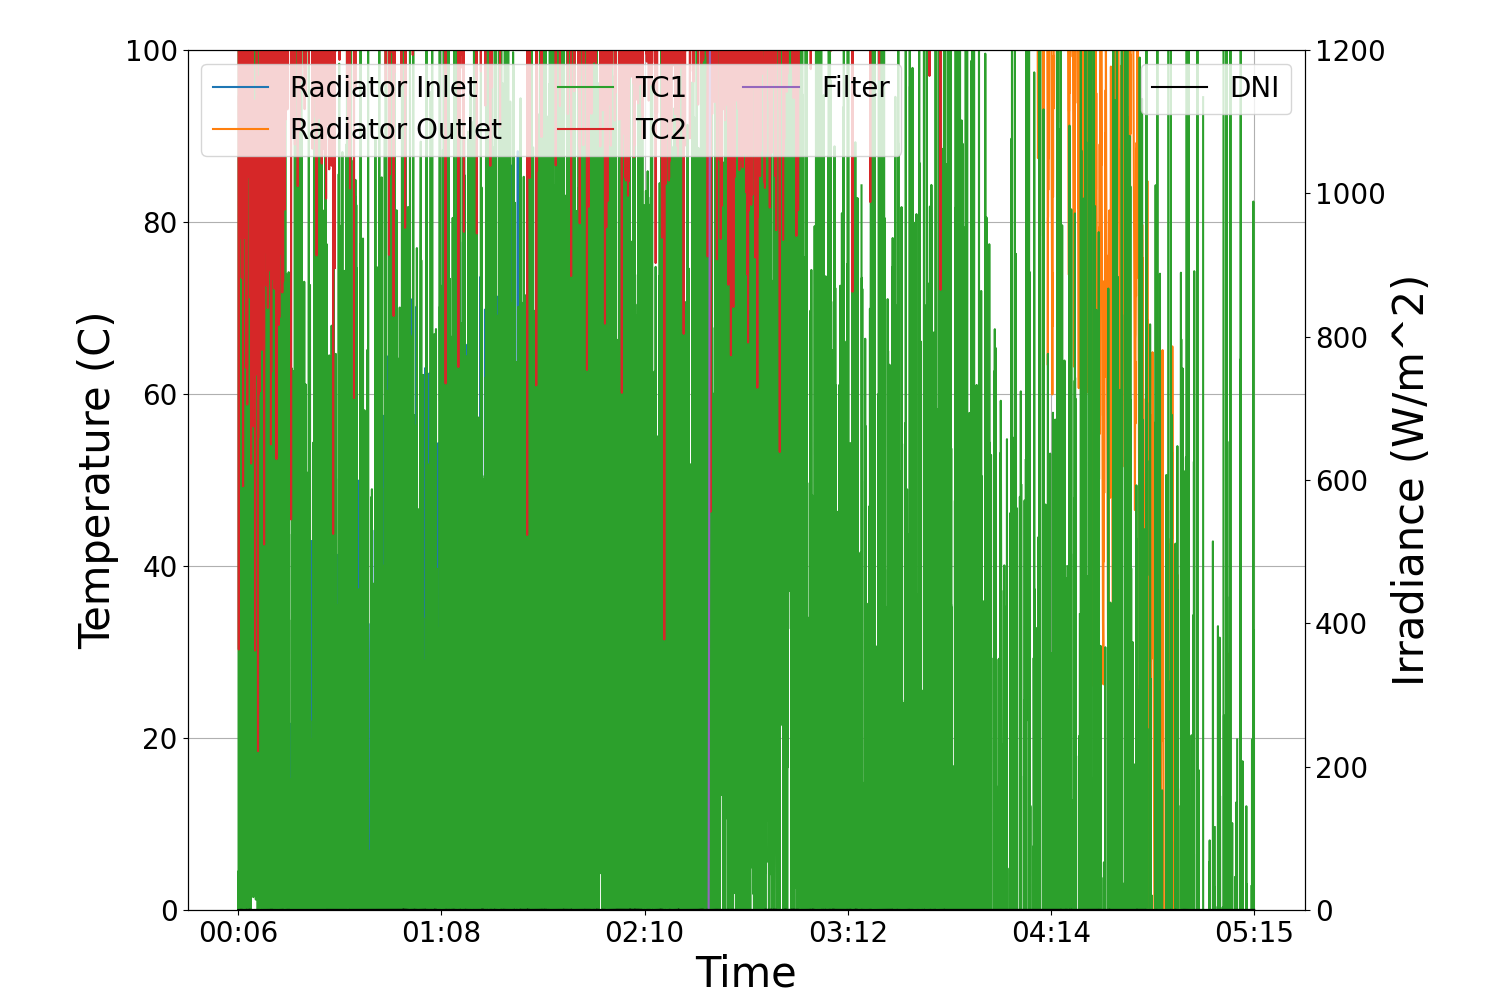 100
80
60
40
20
0
Temperature (C)
Radiator Inlet
Radiator Outlet
TC1
TC2
Filter
DNI
1200
1000
800
600
400
200
0
Irradiance (W/m^2)
00:06
01:08
02:10
03:12
04:14
05:15
Time